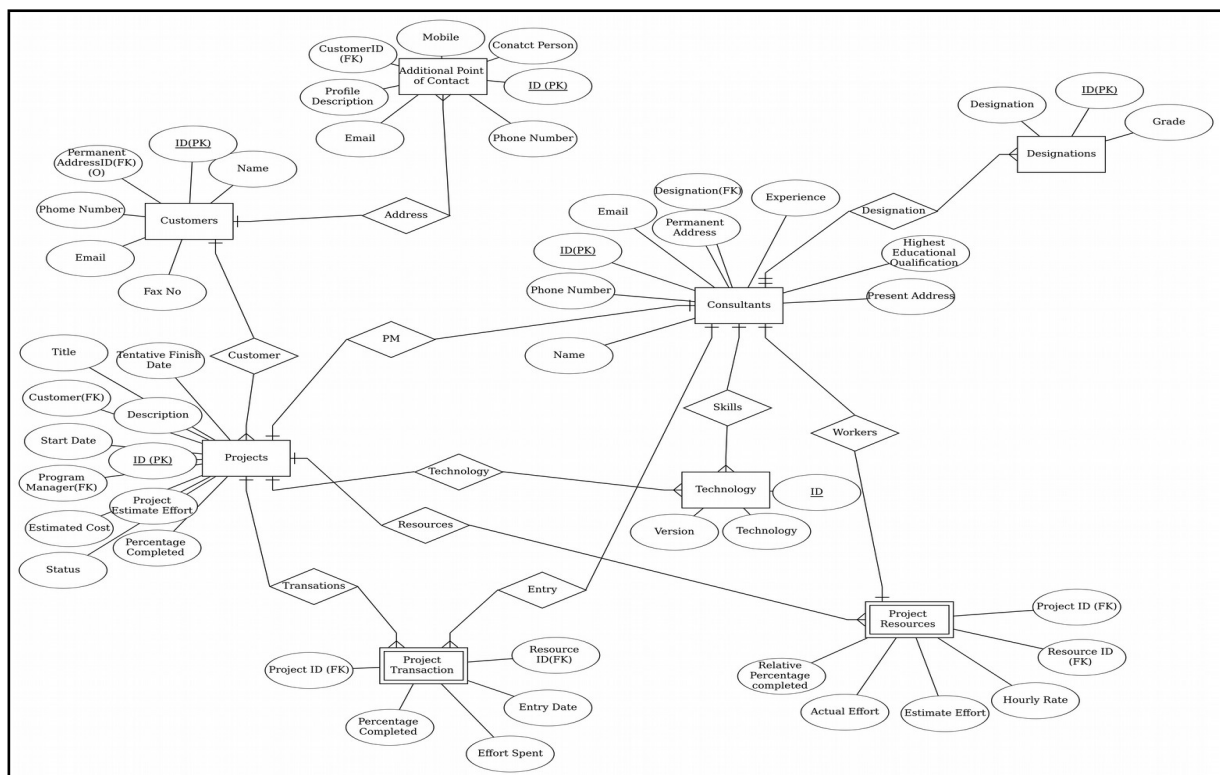 Mobile
Conatct Person
CustomerID
(FK)
Additional Point
of Contact
ID (PK)
Profile
Description
Email
Phone Number
Designation
ID(PK)
Grade
Designations
Permanent
AddressID(FK)
(O)
ID(PK)
Name
Phome Number
Customers
Email
Fax No
Address
Designation(FK)
Experience
Email
Permanent
Address
Designation
ID(PK)
Highest
Educational
Qualification
Phone Number
Consultants
Present Address
Name
PM
Customer
Title
Tentative Finish
Date
Customer(FK)
Description
Start Date
ID (PK)
Projects
Program
Manager(FK)
Project
Estimate Effort
Estimated Cost
Percentage
Completed
Status
Skills
Workers
Technology
Technology
ID
Version
Technology
Resources
Transations
Entry
Project
Transaction
Project ID (FK)
Resource
ID(FK)
Entry Date
Percentage
Completed
Effort Spent
Project
Resources
Project ID (FK)
Resource ID
(FK)
Relative
Percentage
completed
Actual Effort
Estimate Effort
Hourly Rate